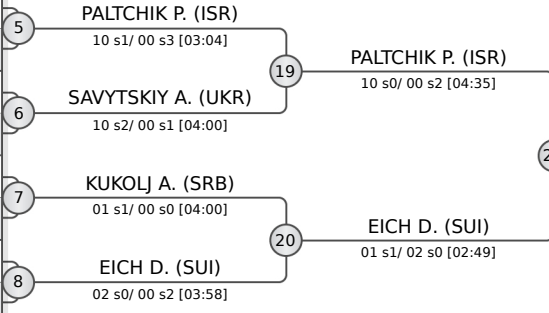 PALTCHIK P. (ISR)
5
10 s1/ 00 s3 [03:04]
PALTCHIK P. (ISR)
19
10 s0/ 00 s2 [04:35]
SAVYTSKIY A. (UKR)
6
10 s2/ 00 s1 [04:00]
KUKOLJ A. (SRB)
7
01 s1/ 00 s0 [04:00]
EICH D. (SUI)
20
01 s1/ 02 s0 [02:49]
EICH D. (SUI)
8
02 s0/ 00 s2 [03:58]